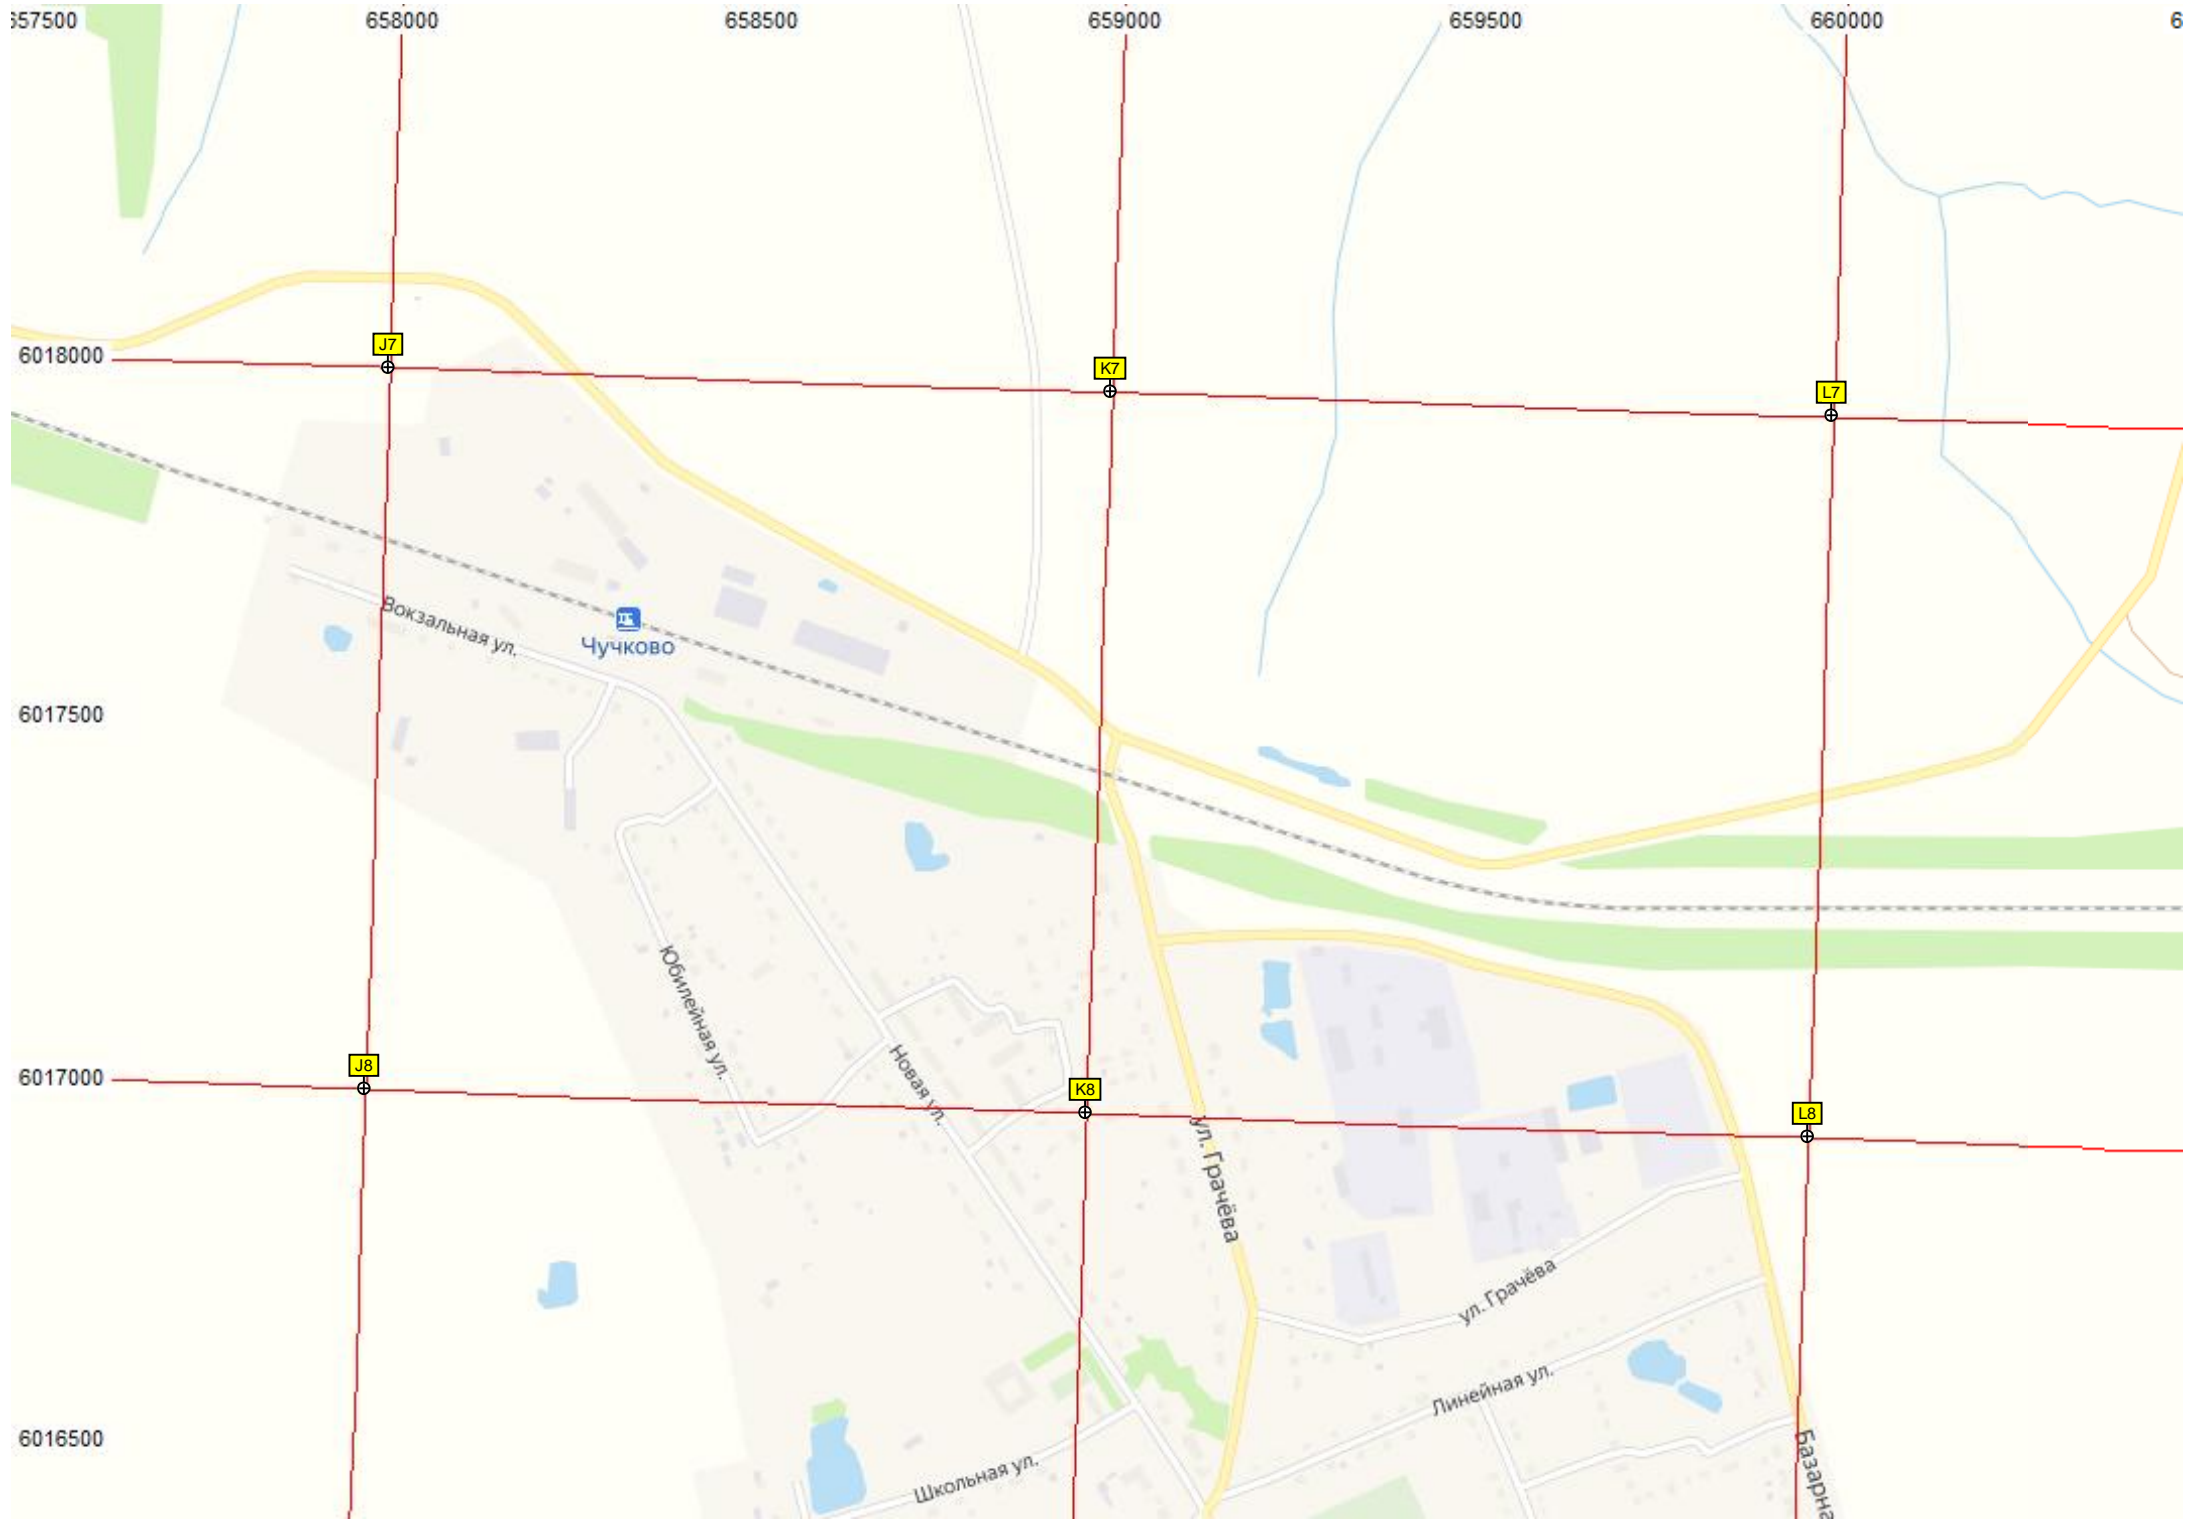 657500 658000 658500 659000 659500 660000 6
J7
6018000
K7
L7
Вокзальная ул.
Чучково
6017500
Юбилейная ул.
Новая ул.
J8
6017000
K8
L8
ул. Грачёва
ул. Грачёва
Линейная ул.
6016500
Школьная ул.
Базарна